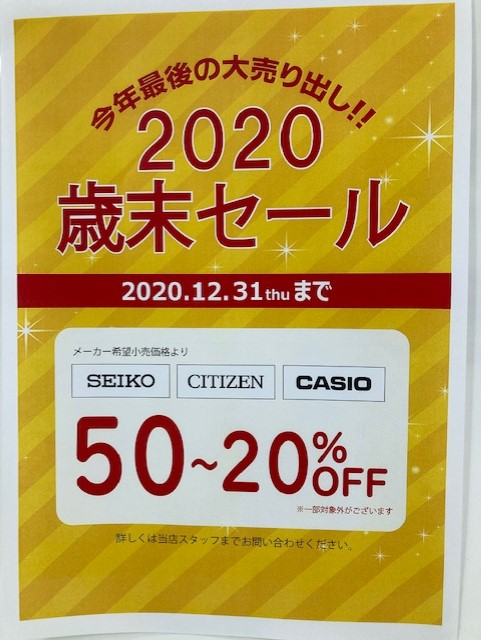 今年最後の大売り出し!!
2020
歳末セール
2020.12.31thuまで
メーカー希望小売価格より
SEIKO CITIZEN CASIO
50~20%OFF
※一部対象外がございます
詳しくは当店スタッフまでお問い合わせください。